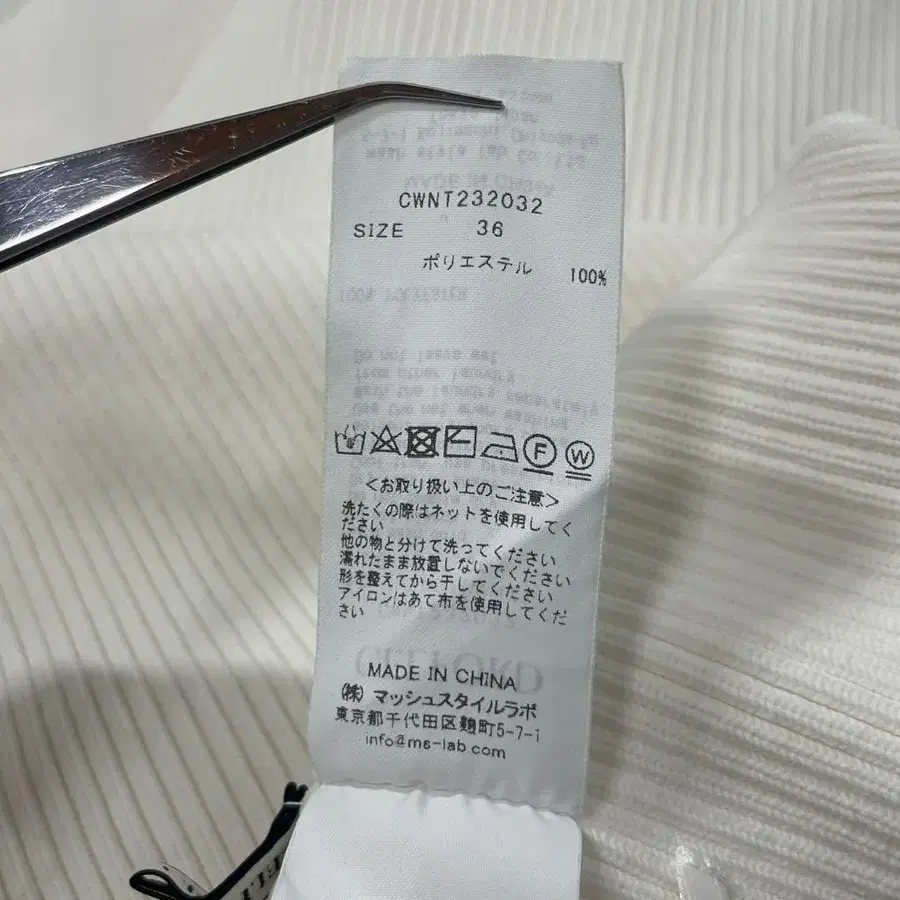 CWNT232032
SIZE 36
ポリエステル 100%
F W
<お取り扱い上のご注意>
洗たくの際はネットを使用してく
ださい
他の物と分けて洗ってください
濡れたまま放置しないでください
形を整えてから干してください
アイロンはあて布を使用してくだ
さい
MADE IN CHINA
(株) マッシュスタイルラボ
東京都千代田区麹町5-7-1
info@ms-lab.com